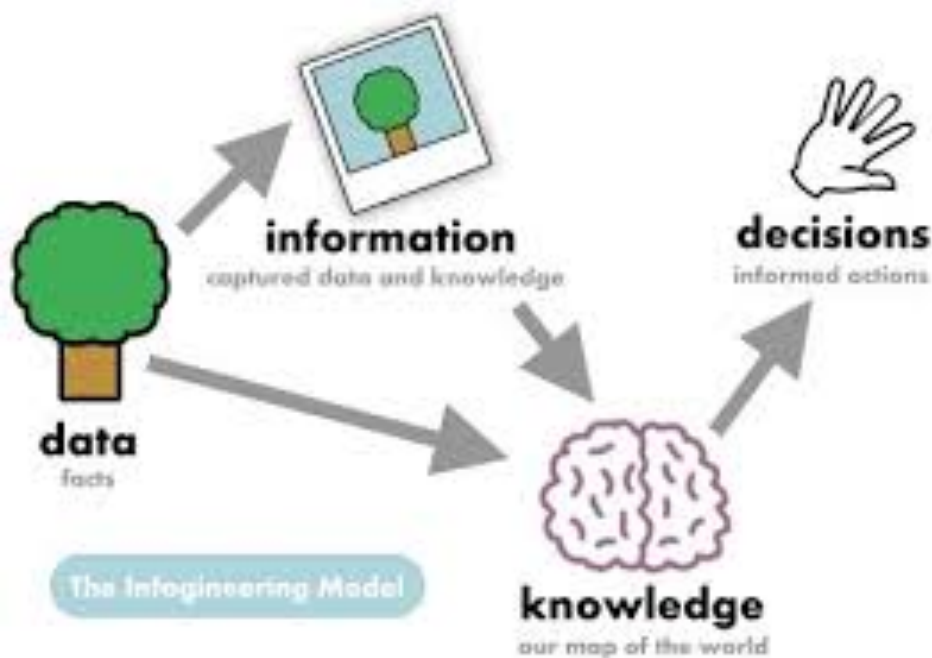 information
captured data and knowledge
decisions
informed actions
data
facts
The Infogineering Model
knowledge
our map of the world